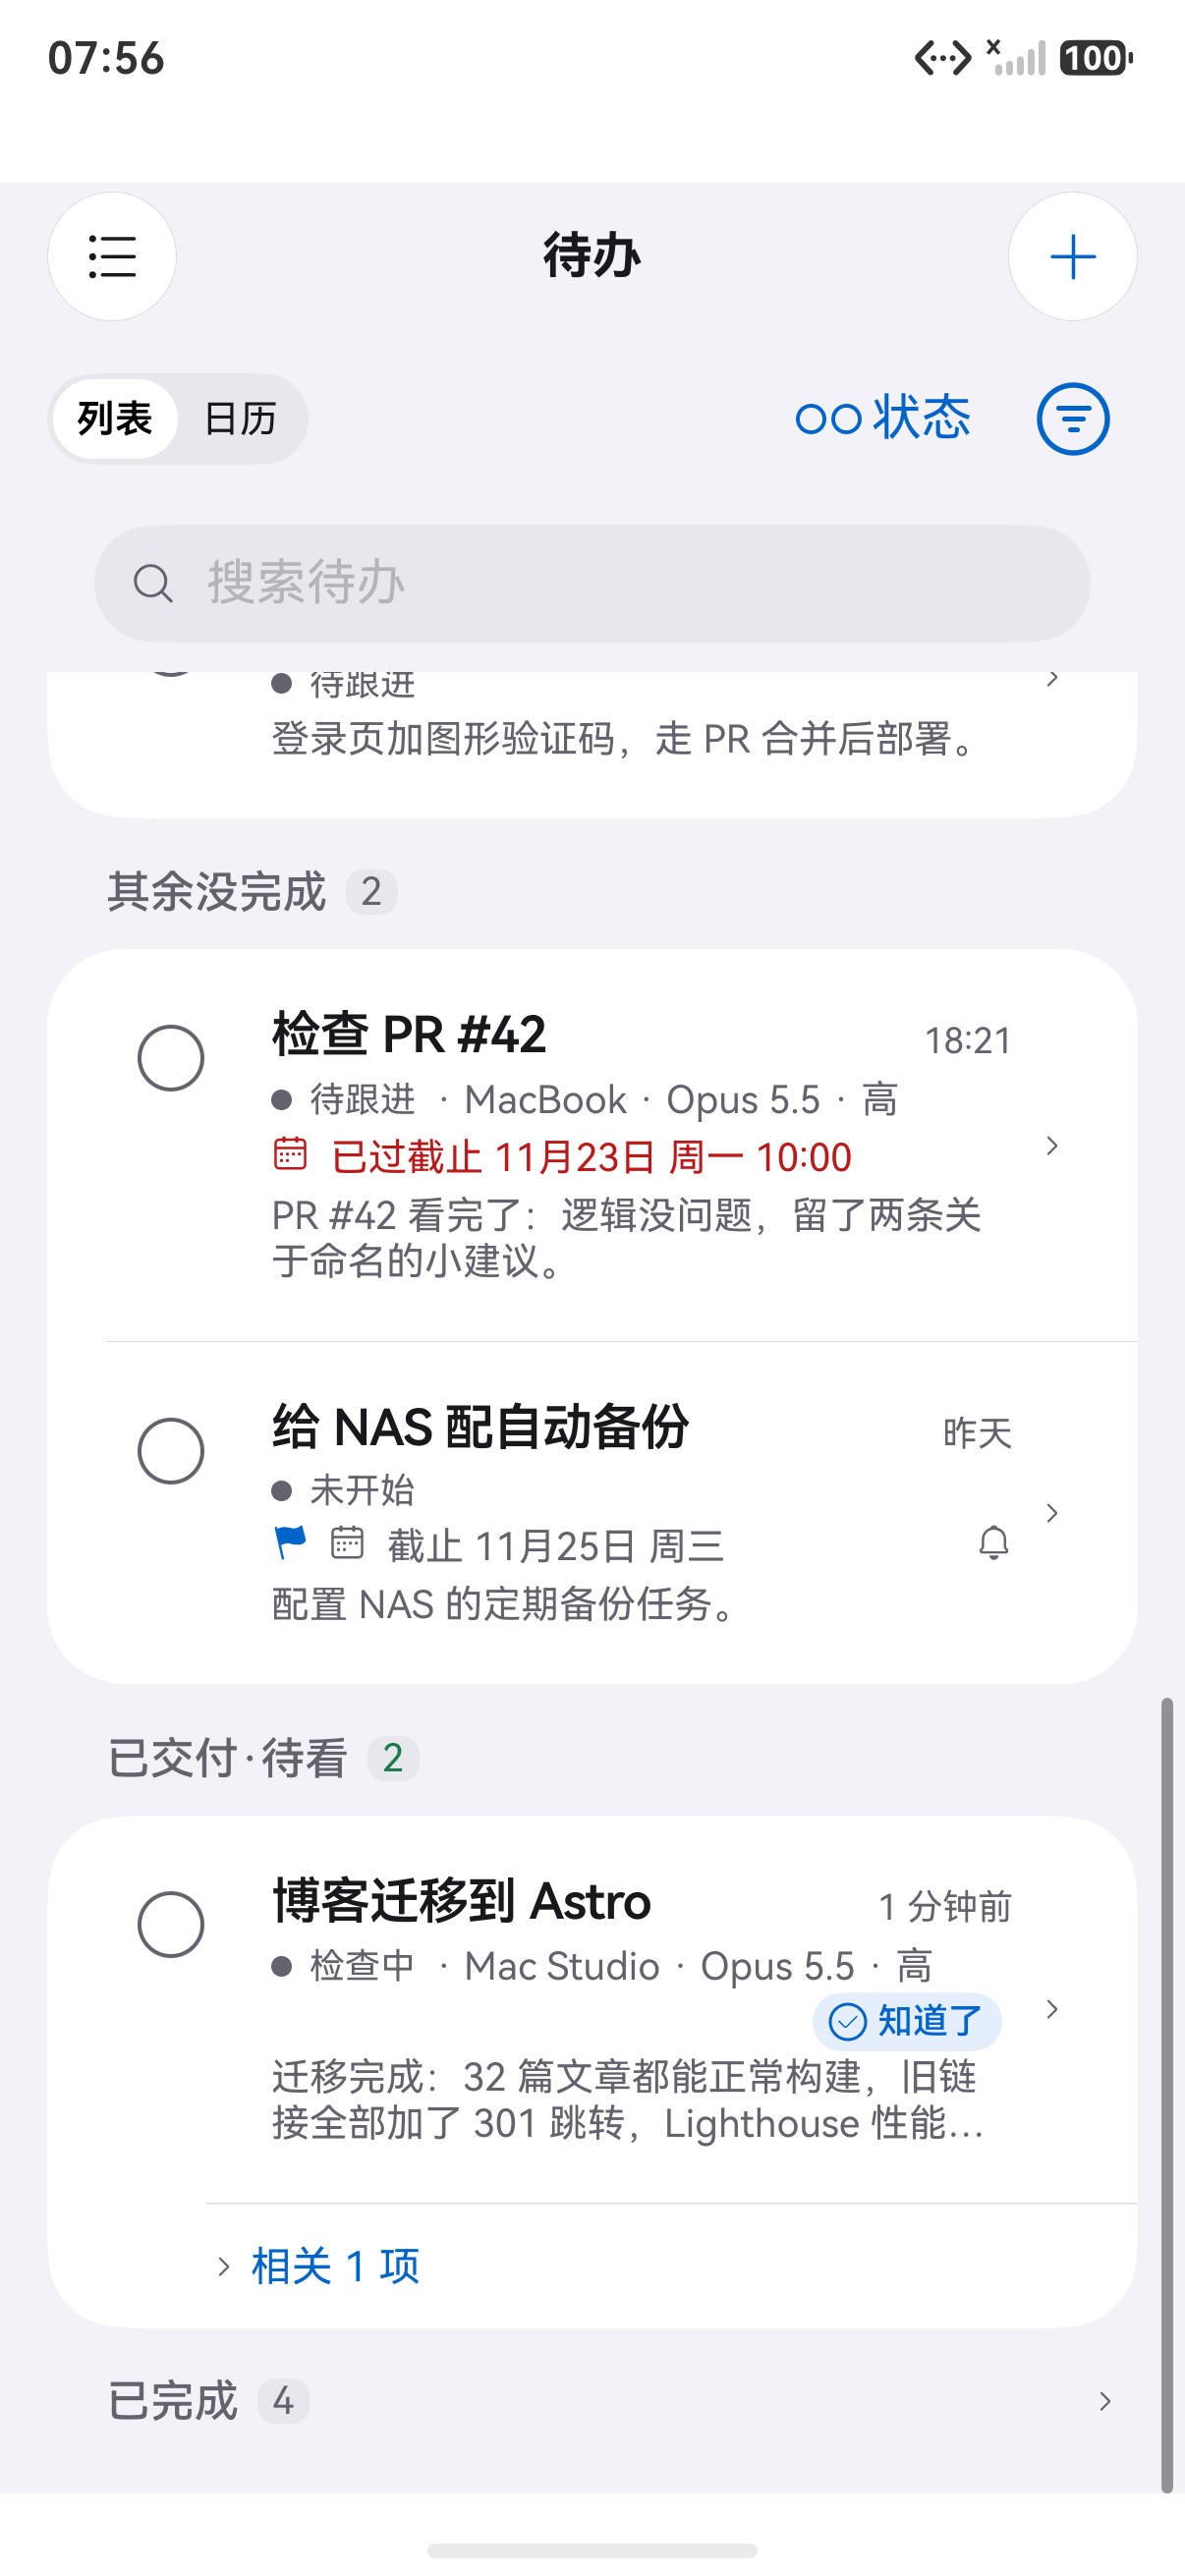 07:56
100
待办
列表
日历
状态
搜索待办
待跟进
登录页加图形验证码，走 PR 合并后部署。
其余没完成 2
检查 PR #42
18:21
待跟进 · MacBook · Opus 5.5 · 高
已过截止 11月23日 周一 10:00
PR #42 看完了：逻辑没问题，留了两条关
于命名的小建议。
给 NAS 配自动备份
昨天
未开始
截止 11月25日 周三
配置 NAS 的定期备份任务。
已交付·待看 2
博客迁移到 Astro
1 分钟前
检查中 · Mac Studio · Opus 5.5 · 高
知道了
迁移完成：32 篇文章都能正常构建，旧链
接全部加了 301 跳转，Lighthouse 性能…
相关 1 项
已完成 4